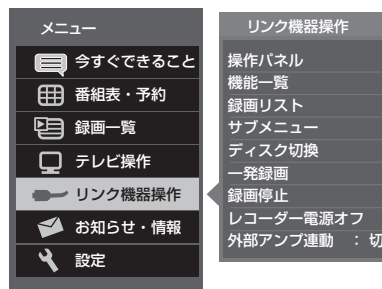 メニュー
今すぐできること
番組表・予約
録画一覧
テレビ操作
リンク機器操作
お知らせ・情報
設定
リンク機器操作
操作パネル
機能一覧
録画リスト
サブメニュー
ディスク切換
一発録画
録画停止
レコーダー電源オフ
外部アンプ連動 ： 切